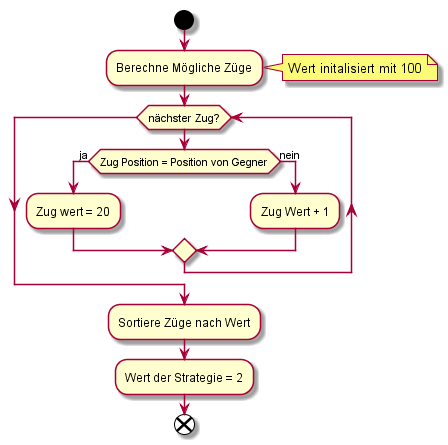 Berechne Mögliche Züge
Wert initalisiert mit 100
nächster Zug?
ja
Zug Position = Position von Gegner
nein
Zug wert = 20
Zug Wert + 1
Sortiere Züge nach Wert
Wert der Strategie = 2